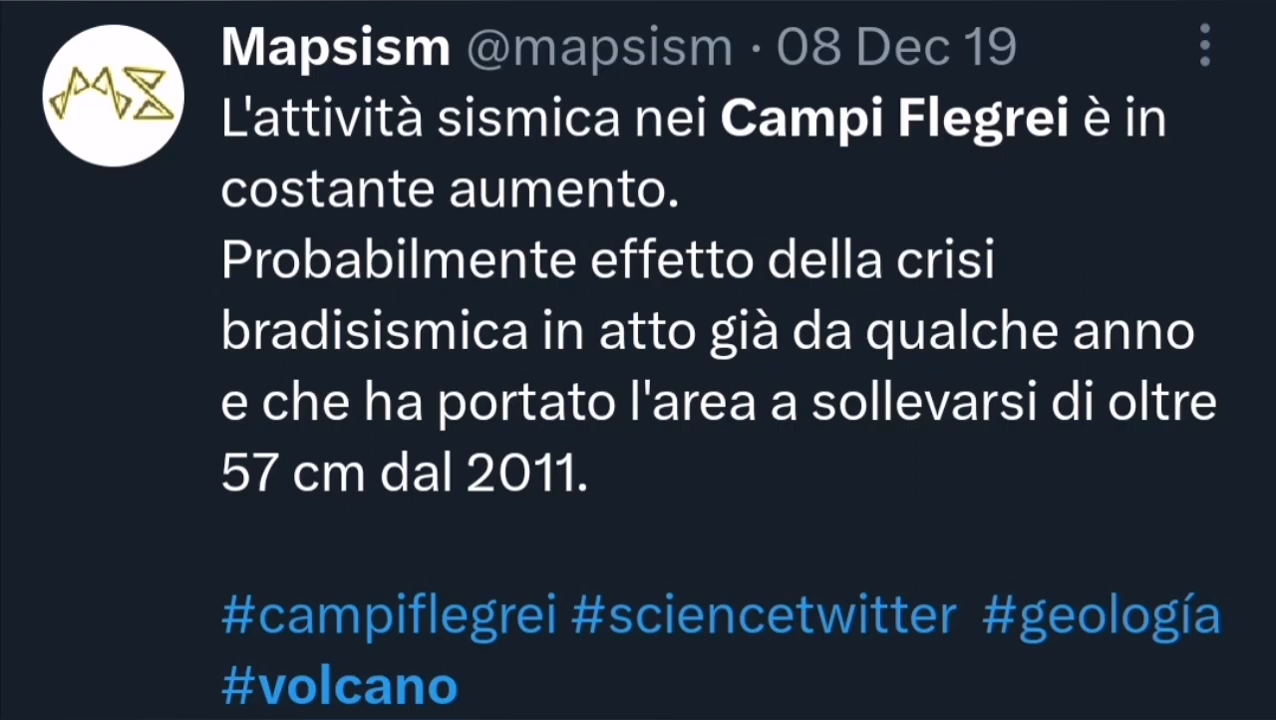 Mapsism @mapsism · 08 Dec 19
L'attività sismica nei Campi Flegrei è in
costante aumento.
Probabilmente effetto della crisi
bradisismica in atto già da qualche anno
e che ha portato l'area a sollevarsi di oltre
57 cm dal 2011.
#campiflegrei #sciencetwitter #geología
#volcano